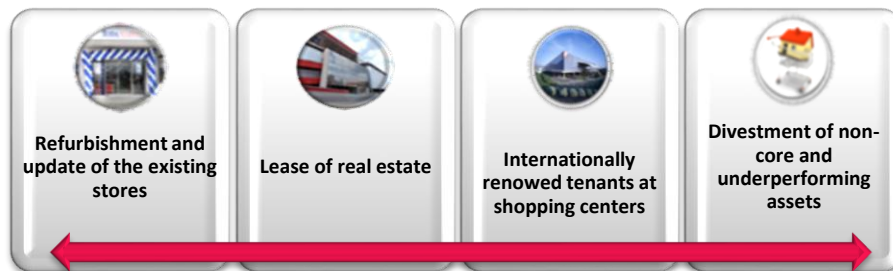 Refurbishment and
update of the existing
stores
Lease of real estate
Internationally
renowed tenants at
shopping centers
Divestment of non-
core and
underperforming
assets